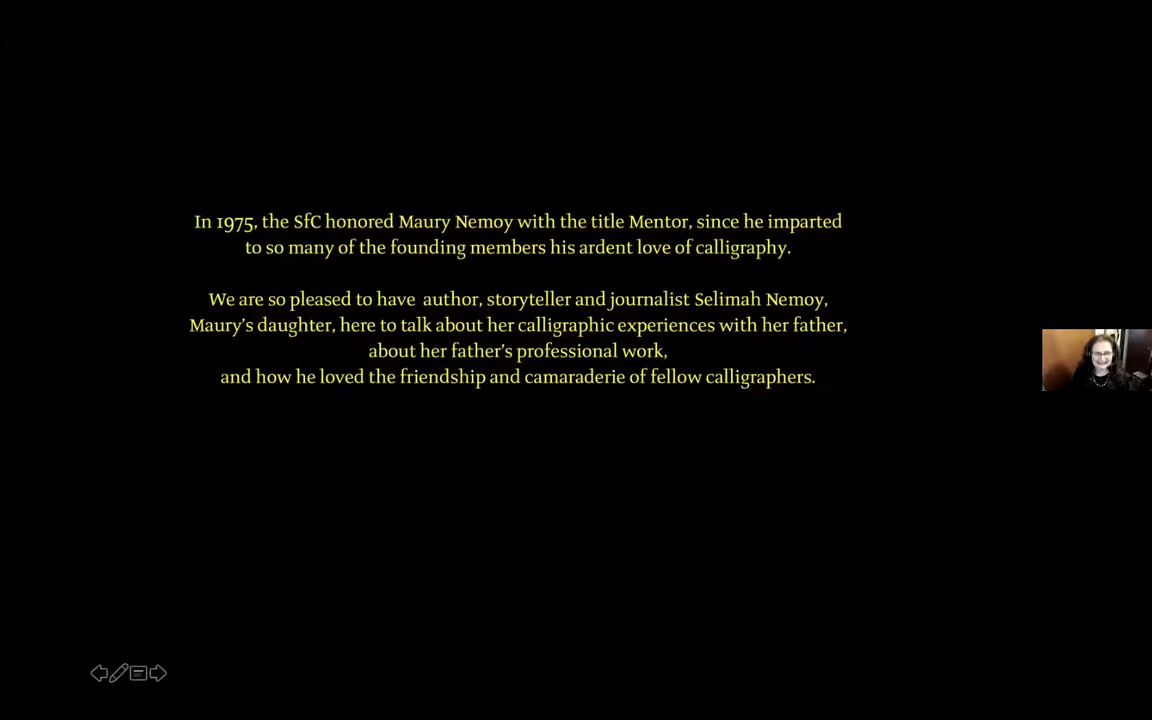 In 1975, the SfC honored Maury Nemoy with the title Mentor, since he imparted
to so many of the founding members his ardent love of calligraphy.
We are so pleased to have author, storyteller and journalist Selimah Nemoy,
Maury's daughter, here to talk about her calligraphic experiences with her father,
about her father's professional work,
and how he loved the friendship and camaraderie of fellow calligraphers.